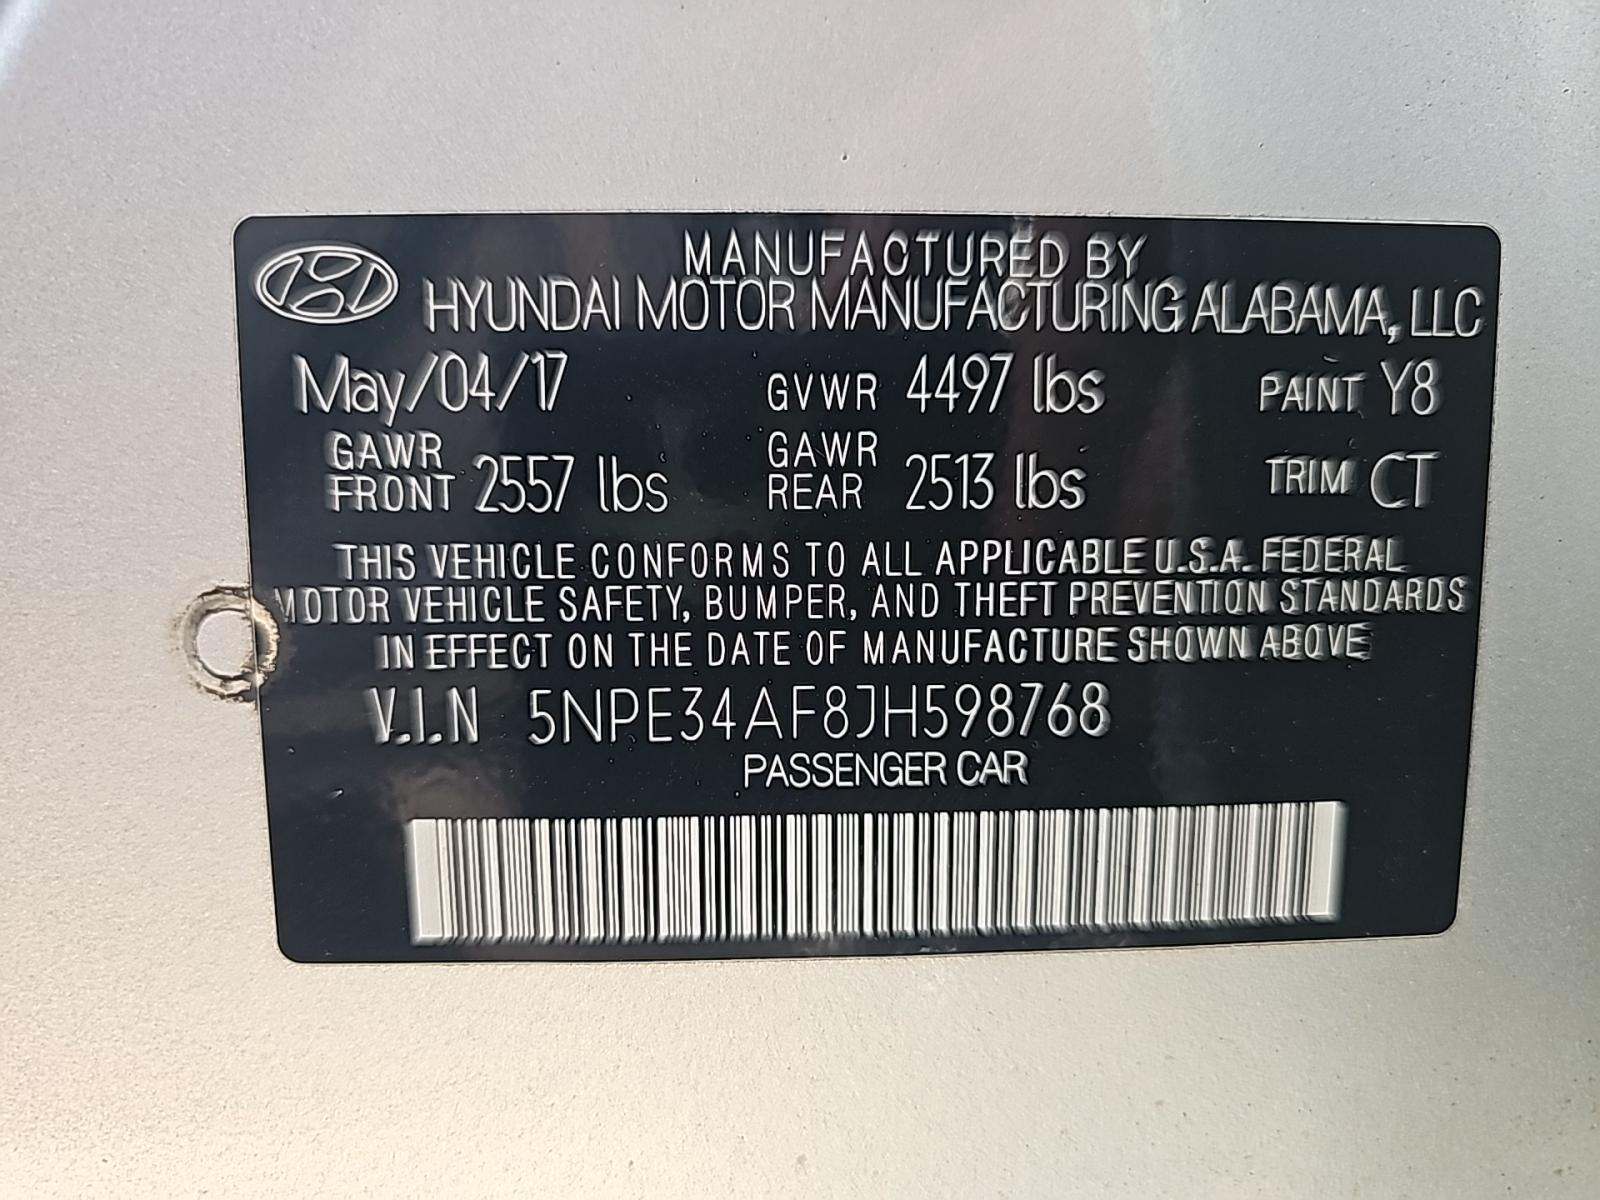 MANUFACTURED BY
HYUNDAI MOTOR MANUFACTURING ALABAMA, LLC
May/04/17 GVWR 4497 lbs PAINT Y8
GAWR FRONT 2557 lbs GAWR REAR 2513 lbs TRIM CT
THIS VEHICLE CONFORMS TO ALL APPLICABLE U.S.A. FEDERAL
MOTOR VEHICLE SAFETY, BUMPER, AND THEFT PREVENTION STANDARDS
IN EFFECT ON THE DATE OF MANUFACTURE SHOWN ABOVE
V.I.N 5NPE34AF8JH598768
PASSENGER CAR